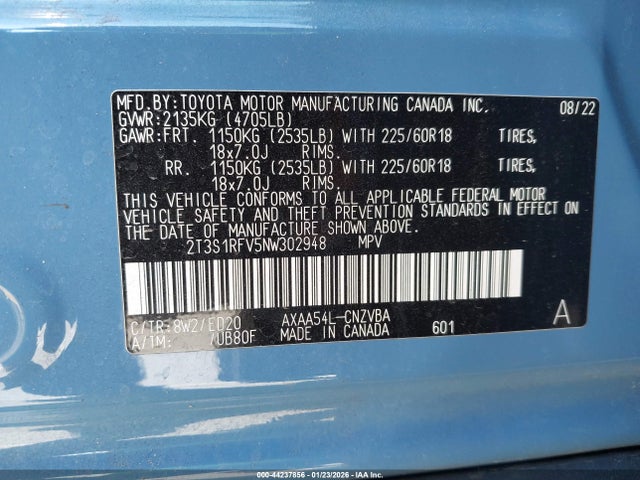 MFD.BY:TOYOTA MOTOR MANUFACTURING CANADA INC. 08/22
GVWR:2135KG (4705LB)
GAWR:FRT. 1150KG (2535LB) WITH 225/60R18 TIRES,
18x7.0J RIMS.
RR. 1150KG (2535LB) WITH 225/60R18 TIRES,
18x7.0J RIMS.
THIS VEHICLE CONFORMS TO ALL APPLICABLE FEDERAL MOTOR
VEHICLE SAFETY AND THEFT PREVENTION STANDARDS IN EFFECT ON
THE DATE OF MANUFACTURE SHOWN ABOVE.
2T3S1RFV5NW302948 MPV
C/TR:8W2/ED20 AXAA54L-CNZVBA A
A/TM: /UB80F MADE IN CANADA 601
000-44237856 - 01/23/2026 - IAA, INC.